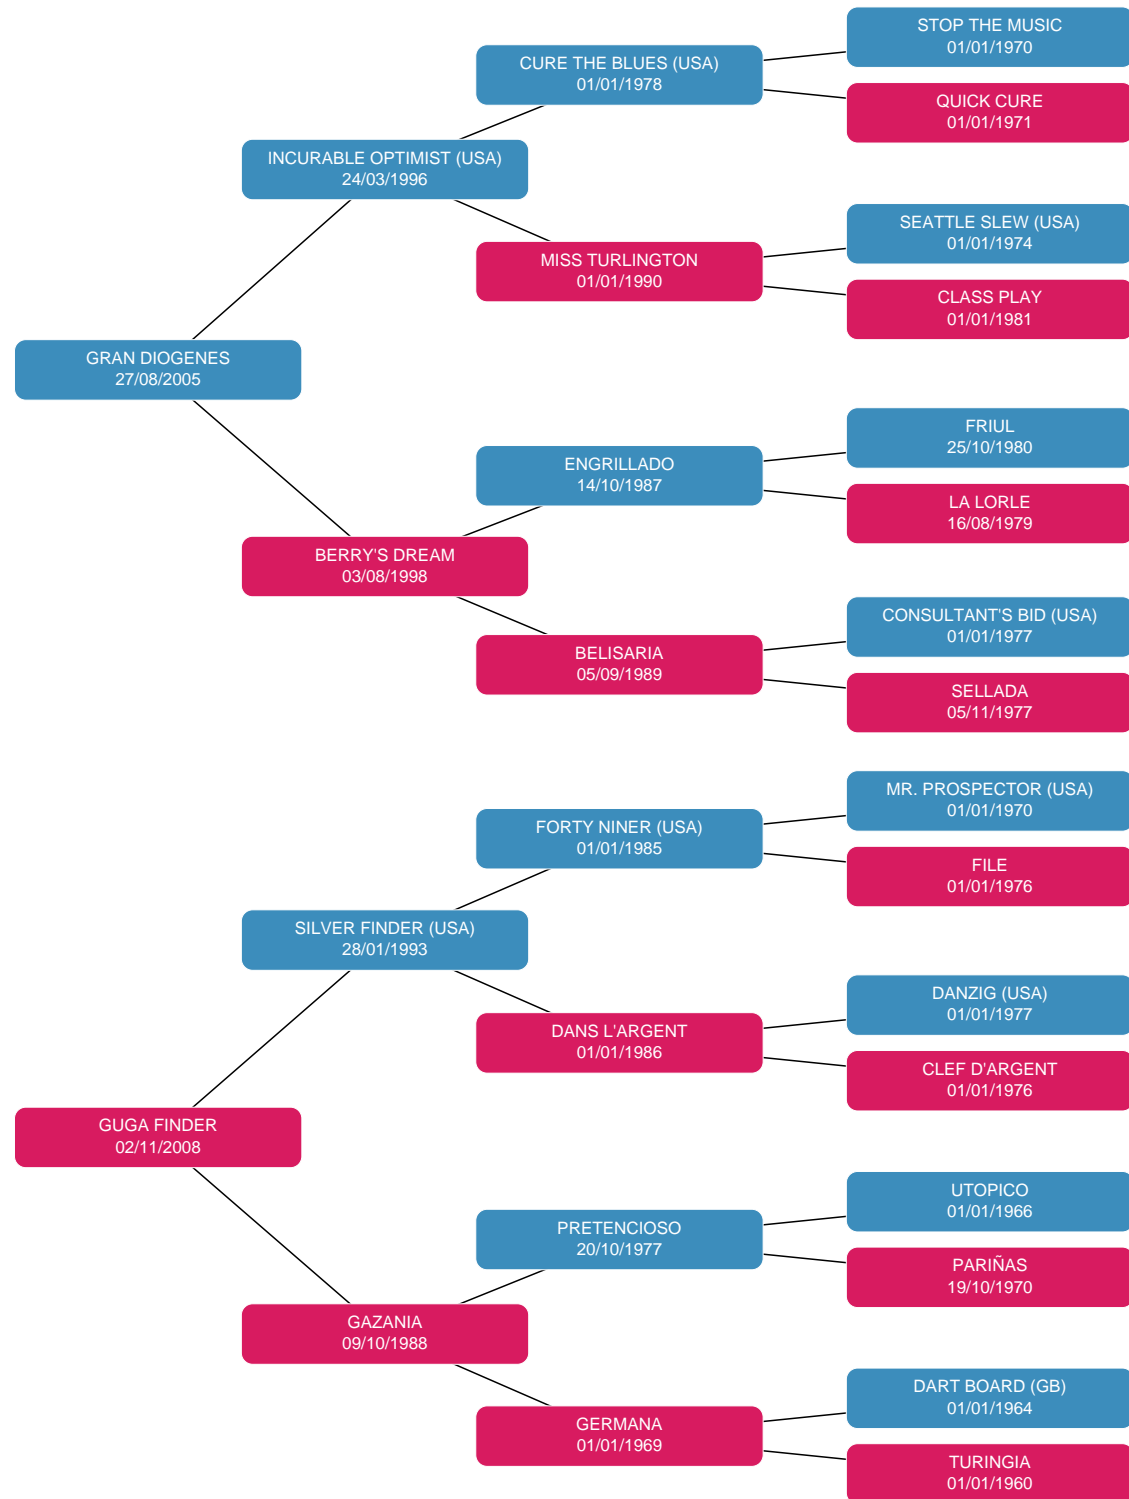 STOP THE MUSIC
01/01/1970
CURE THE BLUES (USA)
01/01/1978
QUICK CURE
01/01/1971
INCURABLE OPTIMIST (USA)
24/03/1996
SEATTLE SLEW (USA)
01/01/1974
MISS TURLINGTON
01/01/1990
CLASS PLAY
01/01/1981
GRAN DIOGENES
27/08/2005
FRIUL
25/10/1980
ENGRILLADO
14/10/1987
LA LORLE
16/08/1979
BERRY'S DREAM
03/08/1998
CONSULTANT'S BID (USA)
01/01/1977
BELISARIA
05/09/1989
SELLADA
05/11/1977
MR. PROSPECTOR (USA)
01/01/1970
FORTY NINER (USA)
01/01/1985
FILE
01/01/1976
SILVER FINDER (USA)
28/01/1993
DANZIG (USA)
01/01/1977
DANS L'ARGENT
01/01/1986
CLEF D'ARGENT
01/01/1976
GUGA FINDER
02/11/2008
UTOPICO
01/01/1966
PRETENCIOSO
20/10/1977
PARIÑAS
19/10/1970
GAZANIA
09/10/1988
DART BOARD (GB)
01/01/1964
GERMANA
01/01/1969
TURINGIA
01/01/1960